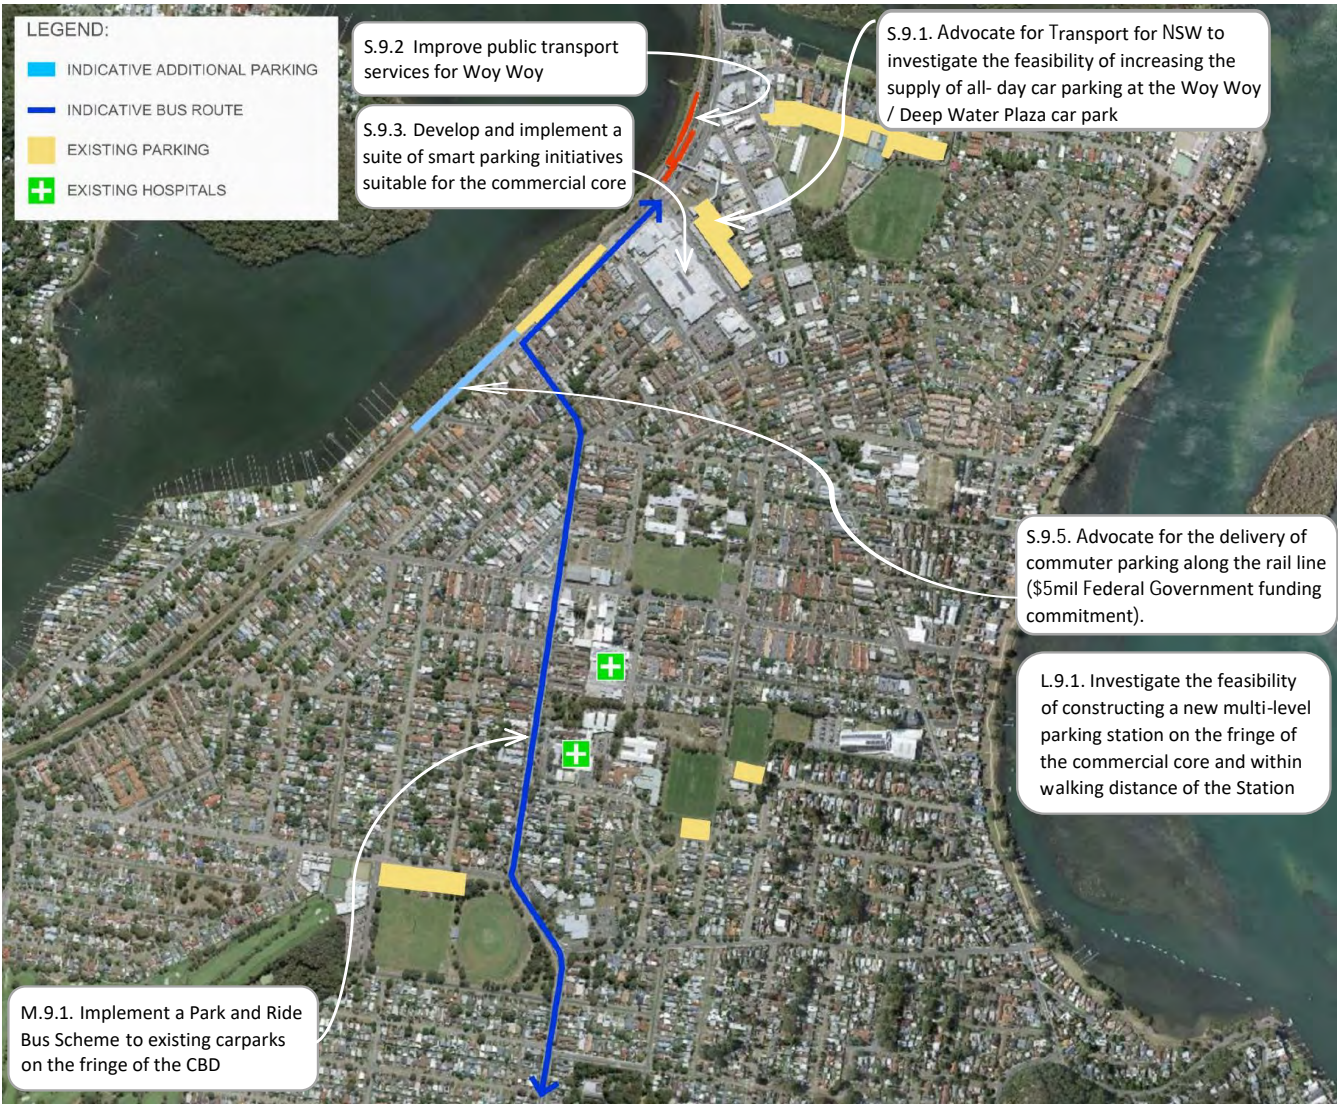 LEGEND:
INDICATIVE ADDITIONAL PARKING
INDICATIVE BUS ROUTE
EXISTING PARKING
EXISTING HOSPITALS
S.9.2 Improve public transport
services for Woy Woy
S.9.3. Develop and implement a
suite of smart parking initiatives
suitable for the commercial core
S.9.1. Advocate for Transport for NSW to
investigate the feasibility of increasing the
supply of all- day car parking at the Woy Woy
/ Deep Water Plaza car park
S.9.5. Advocate for the delivery of
commuter parking along the rail line
($5mil Federal Government funding
commitment).
L.9.1. Investigate the feasibility
of constructing a new multi-level
parking station on the fringe of
the commercial core and within
walking distance of the Station
M.9.1. Implement a Park and Ride
Bus Scheme to existing carparks
on the fringe of the CBD